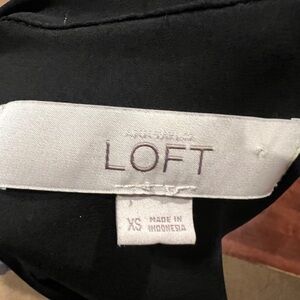 ANN TAYLOR
LOFT
XS
MADE IN
INDONESIA